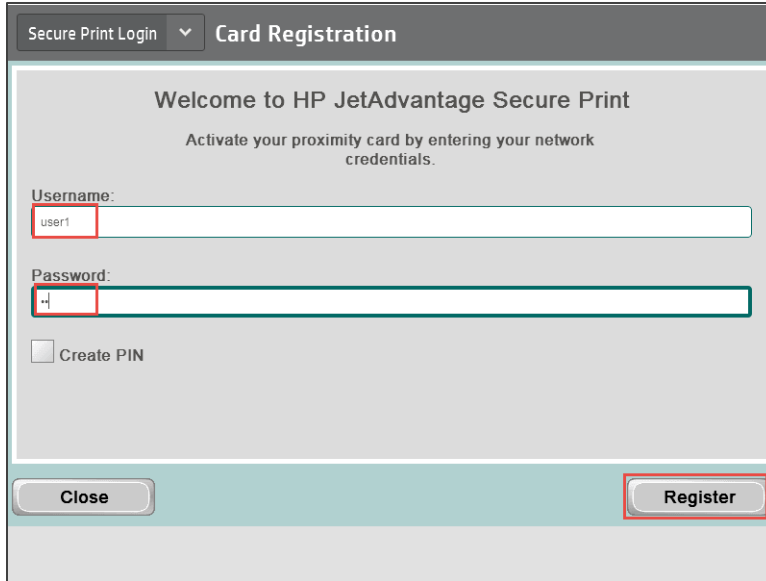 Secure Print Login Card Registration
Welcome to HP JetAdvantage Secure Print
Activate your proximity card by entering your network
credentials.
Username:
user1
Password:
••
Create PIN
Close Register